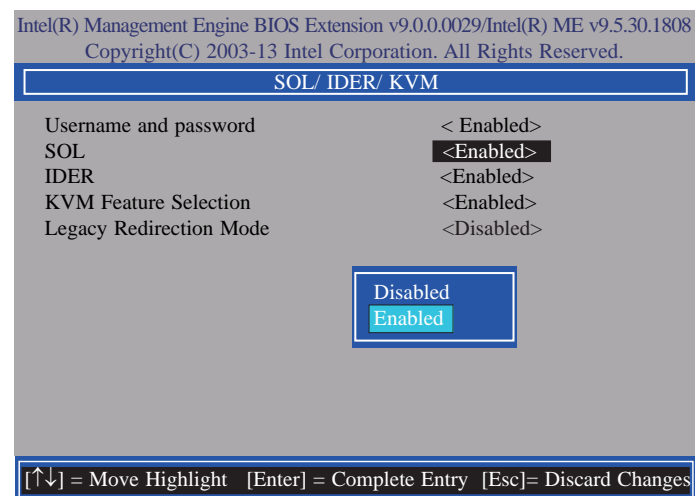 Intel(R) Management Engine BIOS Extension v9.0.0.0029/Intel(R) ME v9.5.30.1808
Copyright(C) 2003-13 Intel Corporation. All Rights Reserved.
SOL/ IDER/ KVM
Username and password < Enabled>
SOL <Enabled>
IDER <Enabled>
KVM Feature Selection <Enabled>
Legacy Redirection Mode <Disabled>
Disabled
Enabled
[↑↓] = Move Highlight [Enter] = Complete Entry [Esc]= Discard Changes